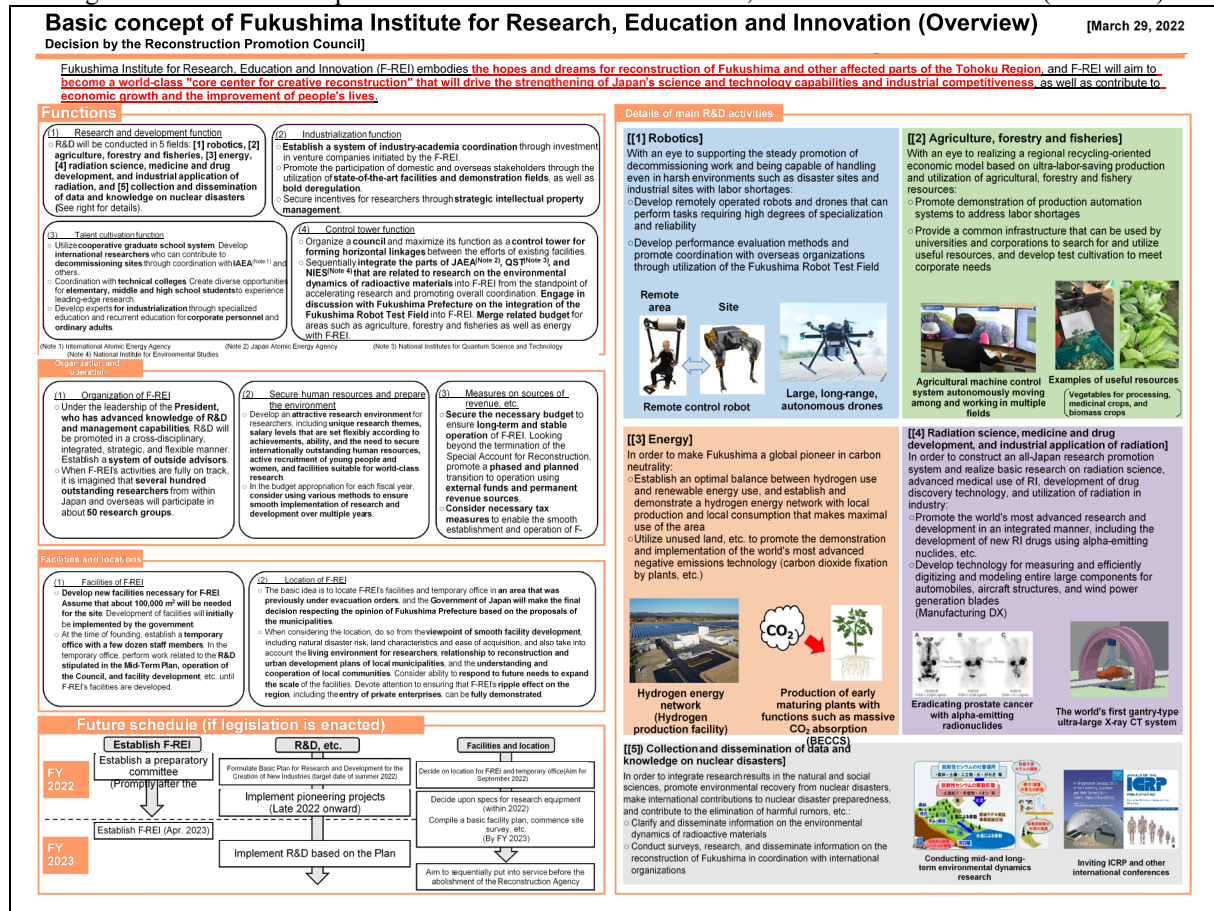 Basic concept of Fukushima Institute for Research, Education and Innovation (Overview)
[March 29, 2022
Decision by the Reconstruction Promotion Council]
Fukushima Institute for Research, Education and Innovation (F-REI) embodies the hopes and dreams for reconstruction of Fukushima and other affected parts of the Tohoku Region, and F-REI will aim to
become a world-class "core center for creative reconstruction" that will drive the strengthening of Japan's science and technology capabilities and industrial competitiveness, as well as contribute to
economic growth and the improvement of people's lives.
Functions
(1) Research and development function
○ R&D will be conducted in 5 fields: [1] robotics, [2]
agriculture, forestry and fisheries, [3] energy,
[4] radiation science, medicine and drug
development, and industrial application of
radiation, and [5] collection and dissemination
of data and knowledge on nuclear disasters
(See right for details).
(2) Industrialization function
○ Establish a system of industry-academia coordination through investment
in venture companies initiated by the F-REI.
○ Promote the participation of domestic and overseas stakeholders through the
utilization of state-of-the-art facilities and demonstration fields, as well as
bold deregulation.
○ Secure incentives for researchers through strategic intellectual property
management.
(3) Talent cultivation function
○ Utilize cooperative graduate school system. Develop
international researchers who can contribute to
decommissioning sites through coordination with IAEA(Note 1) and
others.
○ Coordination with technical colleges Create diverse opportunities
for elementary, middle and high school students to experience
leading-edge research.
○ Develop experts for industrialization through specialized
education and recurrent education for corporate personnel and
ordinary adults.
(4) Control tower function
○ Organize a council and maximize its function as a control tower for
forming horizontal linkages between the efforts of existing facilities.
○ Sequentially integrate the parts of JAEA(Note 2), QST(Note 3), and
NIES(Note 4) that are related to research on the environmental
dynamics of radioactive materials into F-REI from the standpoint of
accelerating research and promoting overall coordination. Engage in
discussion with Fukushima Prefecture on the integration of the
Fukushima Robot Test Field into F-REI. Merge related budget for
areas such as agriculture, forestry and fisheries as well as energy
with F-REI.
(Note 1) International Atomic Energy Agency (Note 2) Japan Atomic Energy Agency (Note 3) National Institutes for Quantum Science and Technology
(Note 4) National Institute for Environmental Studies
Organization and
operation
(1) Organization of F-REI
○ Under the leadership of the President,
who has advanced knowledge of R&D
and management capabilities, R&D will
be promoted in a cross-disciplinary,
integrated, strategic, and flexible manner.
Establish a system of outside advisors.
○ When F-REI's activities are fully on track,
it is imagined that several hundred
outstanding researchers from within
Japan and overseas will participate in
about 50 research groups.
(2) Secure human resources and prepare
the environment
○ Develop an attractive research environment for
researchers, including unique research themes,
salary levels that are set flexibly according to
achievements, ability, and the need to secure
internationally outstanding human resources,
active recruitment of young people and
women, and facilities suitable for world-class
research.
○ In the budget appropriation for each fiscal year,
consider using various methods to ensure
smooth implementation of research and
development over multiple years.
(3) Measures on sources of
revenue, etc.
○ Secure the necessary budget to
ensure long-term and stable
operation of F-REI. Looking
beyond the termination of the
Special Account for Reconstruction,
promote a phased and planned
transition to operation using
external funds and permanent
revenue sources.
○ Consider necessary tax
measures to enable the smooth
establishment and operation of F-
Facilities and locations
(1) Facilities of F-REI
○ Develop new facilities necessary for F-REI
Assume that about 100,000 m² will be needed
for the site. Development of facilities will initially
be implemented by the government.
○ At the time of founding, establish a temporary
office with a few dozen staff members. In the
temporary office, perform work related to the R&D
stipulated in the Mid-Term Plan, operation of
the Council, and facility development, etc. until
F-REI's facilities are developed.
(2) Location of F-REI
○ The basic idea is to locate F-REI's facilities and temporary office in an area that was
previously under evacuation orders, and the Government of Japan will make the final
decision respecting the opinion of Fukushima Prefecture based on the proposals of
the municipalities.
○ When considering the location, do so from the viewpoint of smooth facility development,
including natural disaster risk, land characteristics and ease of acquisition, and also take into
account the living environment for researchers, relationship to reconstruction and
urban development plans of local municipalities, and the understanding and
cooperation of local communities. Consider ability to respond to future needs to expand
the scale of the facilities. Devote attention to ensuring that F-REI's ripple effect on the
region, including the entry of private enterprises, can be fully demonstrated.
Future schedule (if legislation is enacted)
Establish F-REI
R&D, etc.
Facilities and location
FY
2022
Establish a preparatory
committee
(Promptly after the
Formulate Basic Plan for Research and Development for the
Creation of New Industries (target date of summer 2022)
Decide on location for F-REI and temporary office(Aim for
September 2022)
Implement pioneering projects
(Late 2022 onward)
Decide upon specs for research equipment
(within 2022)
Compile a basic facility plan, commence site
survey, etc.
(By FY 2023)
FY
2023
Establish F-REI (Apr. 2023)
Implement R&D based on the Plan
Aim to sequentially put into service before the
abolishment of the Reconstruction Agency
Details of main R&D activities
[[1] Robotics]
With an eye to supporting the steady promotion of
decommissioning work and being capable of handling
even in harsh environments such as disaster sites and
industrial sites with labor shortages:
○Develop remotely operated robots and drones that can
perform tasks requiring high degrees of specialization
and reliability
○Develop performance evaluation methods and
promote coordination with overseas organizations
through utilization of the Fukushima Robot Test Field
Remote
area
Site
Remote control robot
Large, long-range,
autonomous drones
[[2] Agriculture, forestry and fisheries]
With an eye to realizing a regional recycling-oriented
economic model based on ultra-labor-saving production
and utilization of agricultural, forestry and fishery
resources:
○ Promote demonstration of production automation
systems to address labor shortages
○ Provide a common infrastructure that can be used by
universities and corporations to search for and utilize
useful resources, and develop test cultivation to meet
corporate needs
Agricultural machine control
system autonomously moving
among and working in multiple
fields
Examples of useful resources
Vegetables for processing,
medicinal crops, and
biomass crops
[[3] Energy]
In order to make Fukushima a global pioneer in carbon
neutrality:
○Establish an optimal balance between hydrogen use
and renewable energy use, and establish and
demonstrate a hydrogen energy network with local
production and local consumption that makes maximal
use of the area
○Utilize unused land, etc. to promote the demonstration
and implementation of the world's most advanced
negative emissions technology (carbon dioxide fixation
by plants, etc.)
CO2
Hydrogen energy
network
(Hydrogen
production facility)
Production of early
maturing plants with
functions such as massive
CO2 absorption
(BECCS)
[[4] Radiation science, medicine and drug
development, and industrial application of radiation]
In order to construct an all-Japan research promotion
system and realize basic research on radiation science,
advanced medical use of RI, development of drug
discovery technology, and utilization of radiation in
industry:
○Promote the world's most advanced research and
development in an integrated manner, including the
development of new RI drugs using alpha-emitting
nuclides, etc.
○Develop technology for measuring and efficiently
digitizing and modeling entire large components for
automobiles, aircraft structures, and wind power
generation blades
(Manufacturing DX)
A
B
C
Eradicating prostate cancer
with alpha-emitting
radionuclides
The world's first gantry-type
ultra-large X-ray CT system
[[5]) Collection and dissemination of data and
knowledge on nuclear disasters]
In order to integrate research results in the natural and social
sciences, promote environmental recovery from nuclear disasters,
make international contributions to nuclear disaster preparedness,
and contribute to the elimination of harmful rumors, etc.:
○ Clarify and disseminate information on the environmental
dynamics of radioactive materials
○ Conduct surveys, research, and disseminate information on the
reconstruction of Fukushima in coordination with international
organizations
ICRP
Conducting mid- and long-
term environmental dynamics
research
Inviting ICRP and other
international conferences